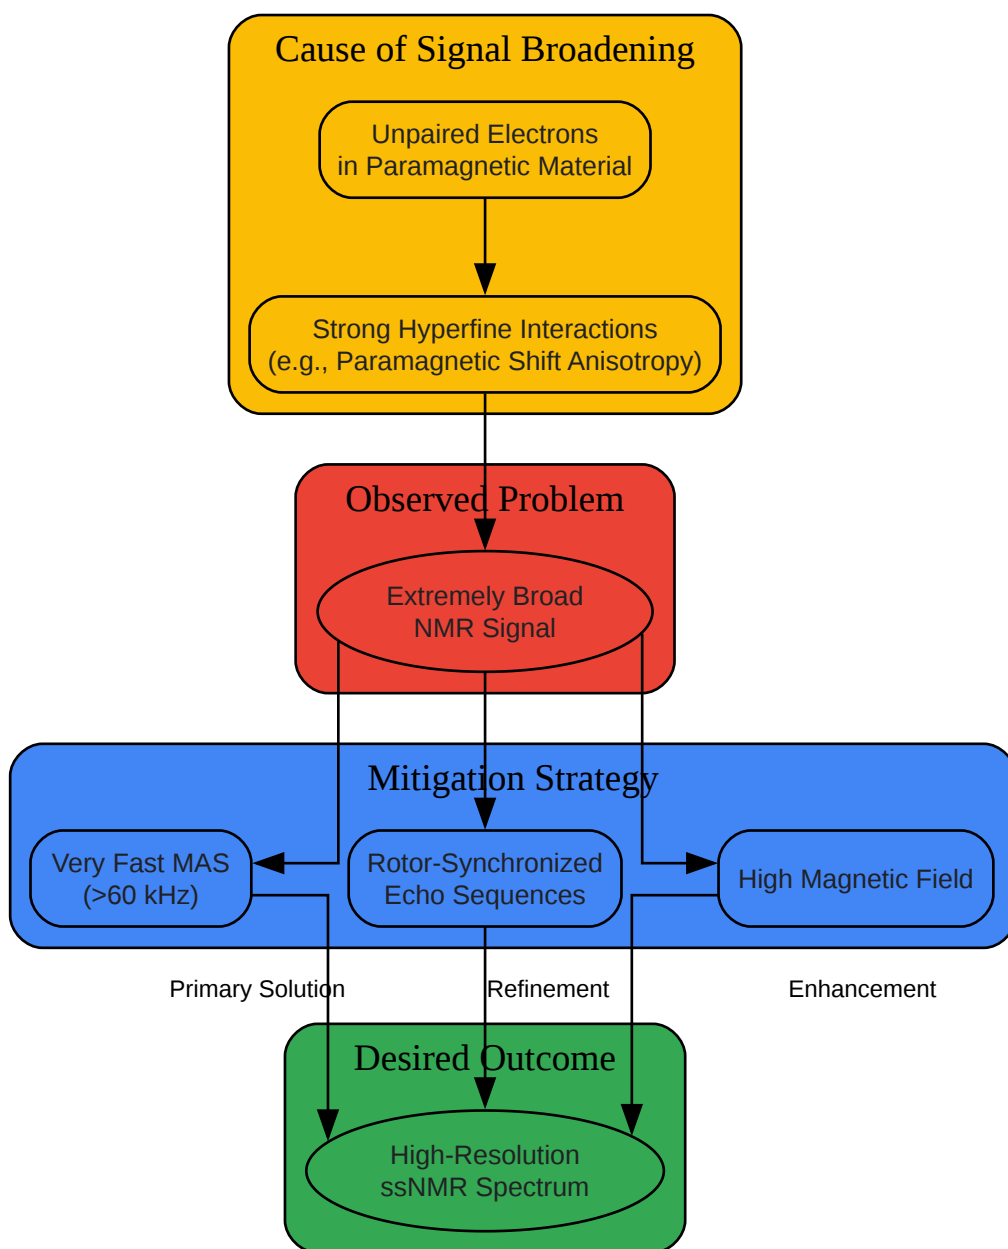 Cause of Signal Broadening
Unpaired Electrons
in Paramagnetic Material
Strong Hyperfine Interactions
(e.g., Paramagnetic Shift Anisotropy)
Observed Problem
Extremely Broad
NMR Signal
Mitigation Strategy
Very Fast MAS
(>60 kHz)
Rotor-Synchronized
Echo Sequences
High Magnetic Field
Primary Solution
Refinement
Enhancement
Desired Outcome
High-Resolution
ssNMR Spectrum